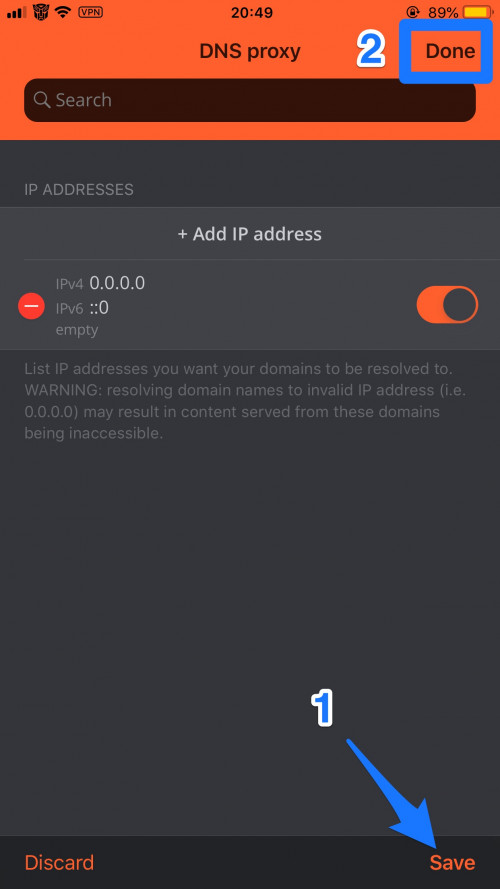 VPN 20:49 89%
DNS proxy 2 Done
Search
IP ADDRESSES
+ Add IP address
IPv4 0.0.0.0
IPv6 ::0
empty
List IP addresses you want your domains to be resolved to.
WARNING: resolving domain names to invalid IP address (i.e.
0.0.0.0) may result in content served from these domains
being inaccessible.
1
Discard Save